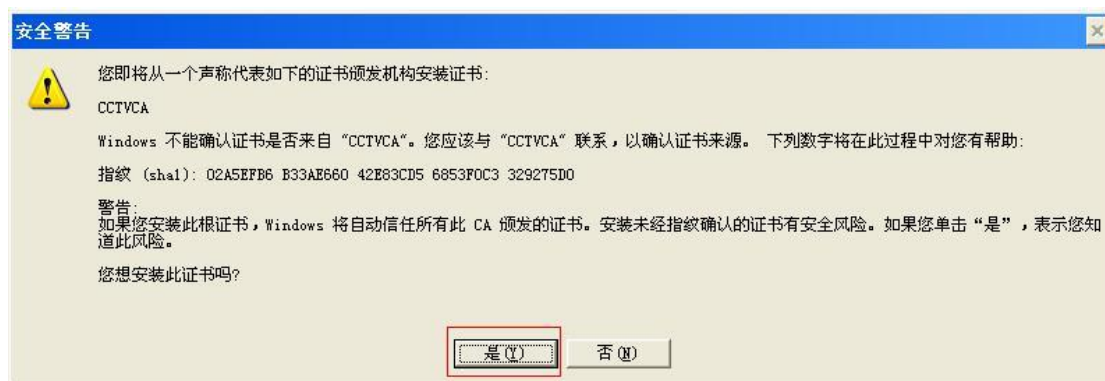 安全警告
您即将从一个声称代表如下的证书颁发机构安装证书:
CCTVCA
Windows 不能确认证书是否来自 “CCTVCA”。您应该与 “CCTVCA” 联系，以确认证书来源。 下列数字将在此过程中对您有帮助:
指纹 (sha1): 02A5EFB6 B33AE660 42E83CD5 6853F0C3 329275D0
警告:
如果您安装此根证书，Windows 将自动信任所有此 CA 颁发的证书。安装未经指纹确认的证书有安全风险。如果您单击“是”，表示您知
道此风险。
您想安装此证书吗?
是(Y) 否(N)